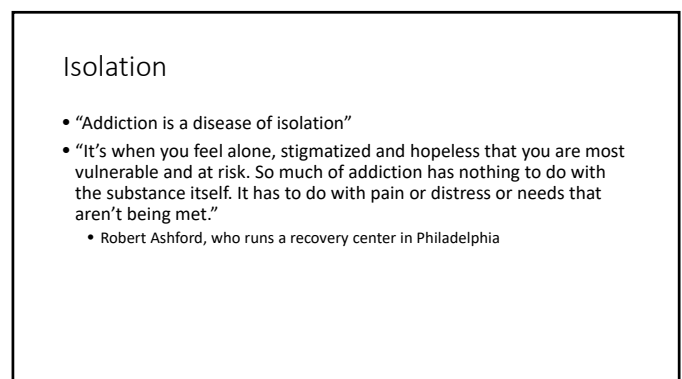 Isolation
• “Addiction is a disease of isolation”
• “It’s when you feel alone, stigmatized and hopeless that you are most
vulnerable and at risk. So much of addiction has nothing to do with
the substance itself. It has to do with pain or distress or needs that
aren’t being met.”
• Robert Ashford, who runs a recovery center in Philadelphia